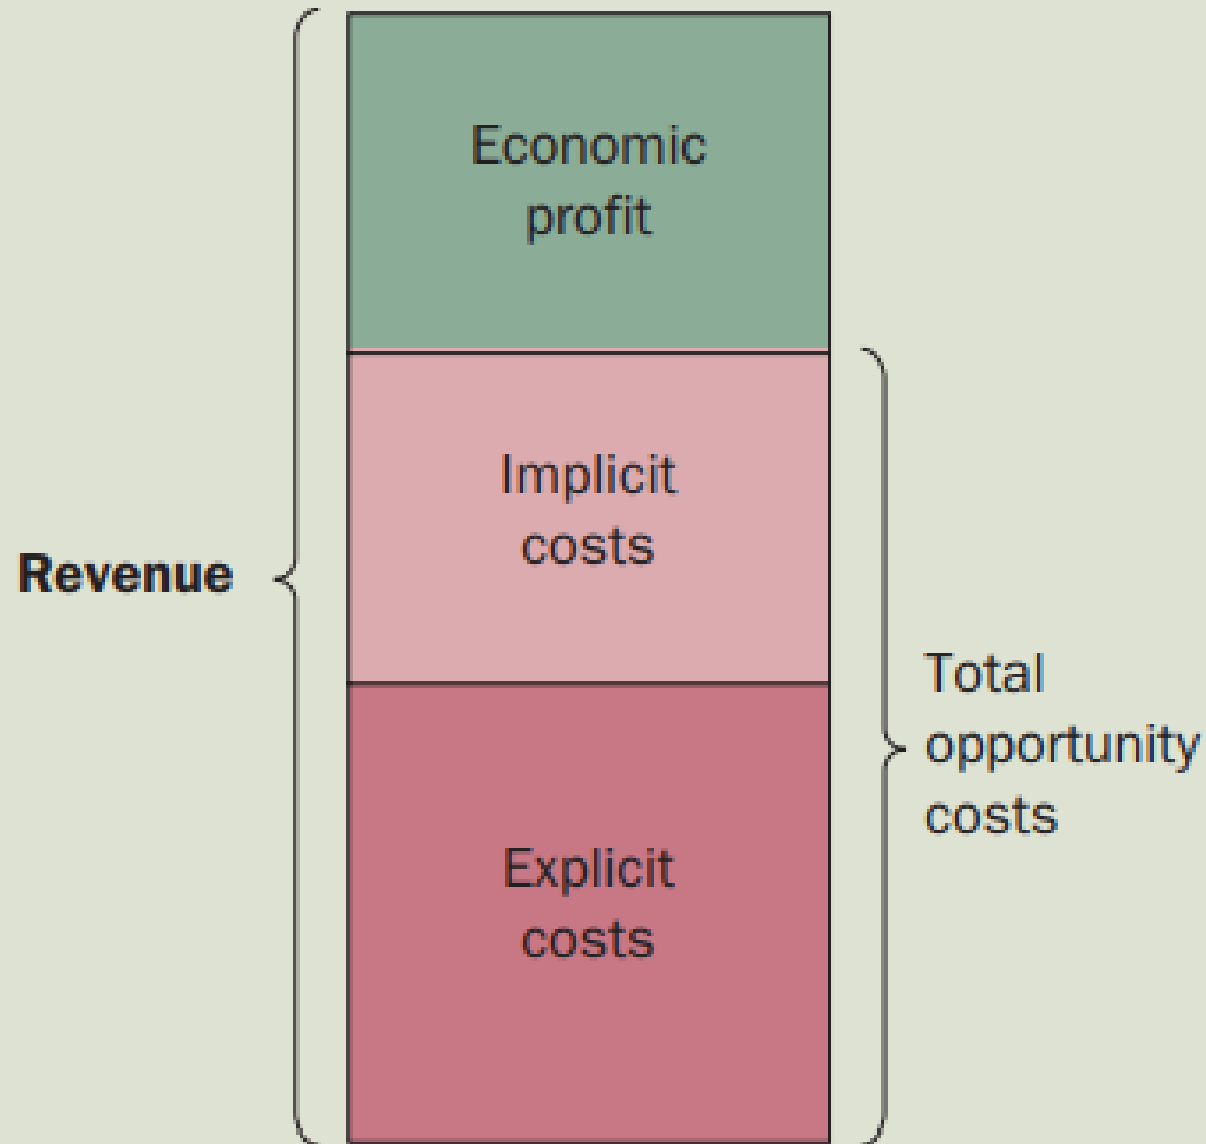 Economic
profit
Implicit
costs
Revenue
Total
opportunity
costs
Explicit
costs